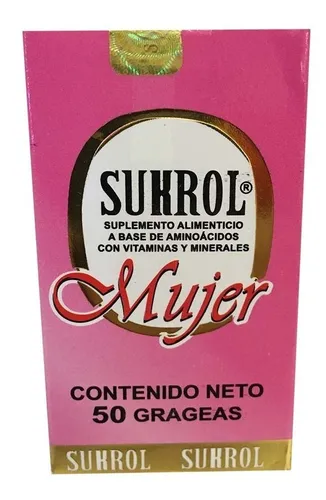 SUKROL®
SUPLEMENTO ALIMENTICIO
A BASE DE AMINOÁCIDOS
CON VITAMINAS Y MINERALES
Mujer
CONTENIDO NETO
50 GRAGEAS
SUKROL SUKROL